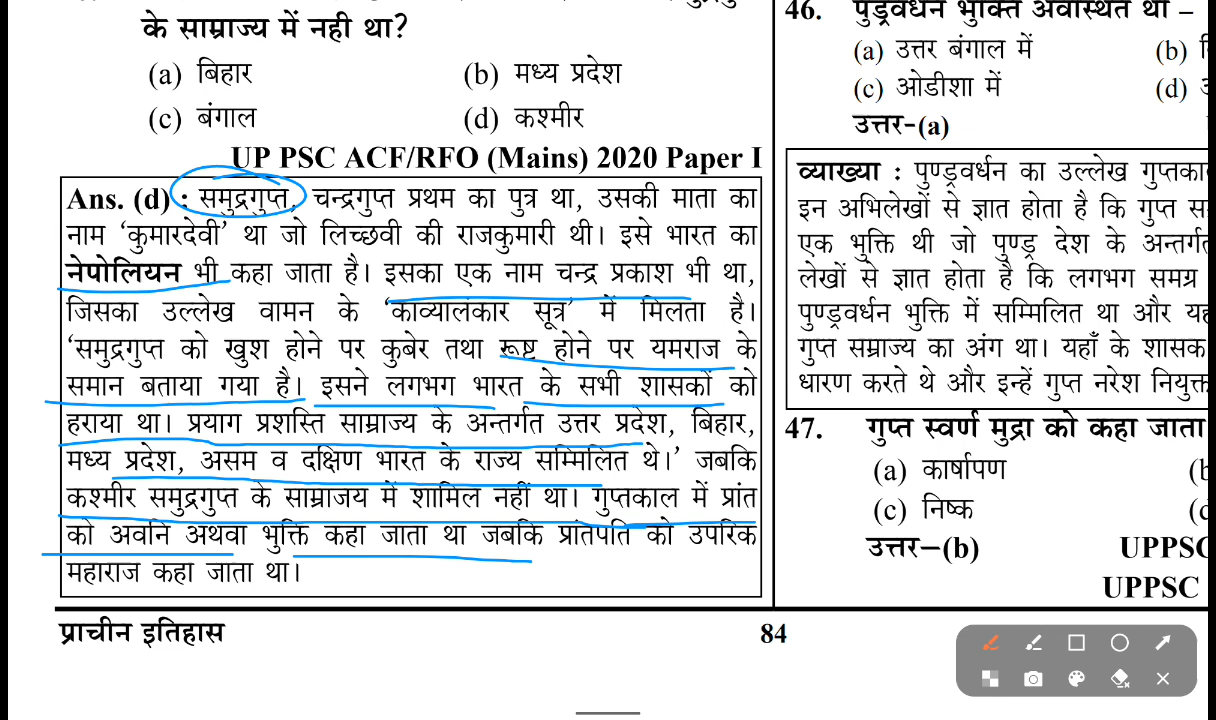 के साम्राज्य में नही था?
(a) बिहार (b) मध्य प्रदेश
(c) बंगाल (d) कश्मीर
UP PSC ACF/RFO (Mains) 2020 Paper I
Ans. (d) : समुद्रगुप्त, चन्द्रगुप्त प्रथम का पुत्र था, उसकी माता का
नाम ‘कुमारदेवी’ था जो लिच्छवी की राजकुमारी थी। इसे भारत का
नेपोलियन भी कहा जाता है। इसका एक नाम चन्द्र प्रकाश भी था,
जिसका उल्लेख वामन के ‘काव्यालंकार सूत्र’ में मिलता है।
‘समुद्रगुप्त को खुश होने पर कुबेर तथा रूष्ट होने पर यमराज के
समान बताया गया है। इसने लगभग भारत के सभी शासकों को
हराया था। प्रयाग प्रशस्ति साम्राज्य के अन्तर्गत उत्तर प्रदेश, बिहार,
मध्य प्रदेश, असम व दक्षिण भारत के राज्य सम्मिलित थे।’ जबकि
कश्मीर समुद्रगुप्त के साम्राजय में शामिल नहीं था। गुप्तकाल में प्रांत
को अवनि अथवा भुक्ति कहा जाता था जबकि प्रांतपति को उपरिक
महाराज कहा जाता था।
प्राचीन इतिहास
84
46. पुंड्रवर्धन भुक्ति अवस्थित थी –
(a) उत्तर बंगाल में (b)
(c) ओडीशा में (d)
उत्तर-(a)
व्याख्या : पुण्ड्रवर्धन का उल्लेख
इन अभिलेखों से ज्ञात होता है कि गुप्त
एक भुक्ति थी जो पुण्ड्र देश के
लेखों से ज्ञात होता है कि लगभग समग्र
पुण्ड्रवर्धन भुक्ति में सम्मिलित था और
गुप्त सम्राज्य का अंग था। यहाँ के शासक
धारण करते थे और इन्हें गुप्त नरेश
47. गुप्त स्वर्ण मुद्रा को कहा जाता
(a) कार्षापण
(c) निष्क
उत्तर–(b) UPPSC
UPPSC